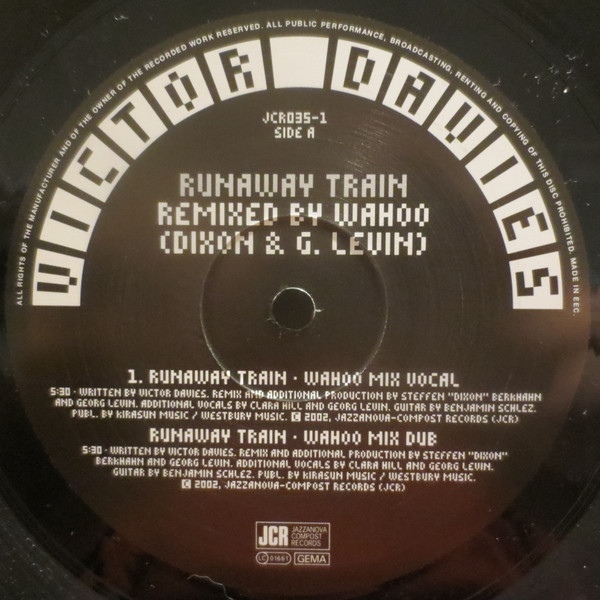 ALL RIGHTS OF THE MANUFACTURER AND OF THE OWNER OF THE RECORDED WORK RESERVED. ALL PUBLIC PERFORMANCE, BROADCASTING, RENTING AND COPYING OF THIS DISC PROHIBITED. MADE IN EEC.
VICTOR DAVIES
JCR035-1
SIDE A
RUNAWAY TRAIN
REMIXED BY WAHOO
(DIXON & G. LEVIN)
1. RUNAWAY TRAIN · WAHOO MIX VOCAL
5:30 · WRITTEN BY VICTOR DAVIES. REMIX AND ADDITIONAL PRODUCTION BY STEFFEN "DIXON" BERKHAHN
AND GEORG LEVIN. ADDITIONAL VOCALS BY CLARA HILL AND GEORG LEVIN. GUITAR BY BENJAMIN SCHLEZ.
PUBL. BY KIRASUN MUSIC / WESTBURY MUSIC. © 2002, JAZZANOVA-COMPOST RECORDS (JCR)
RUNAWAY TRAIN · WAHOO MIX DUB
5:30 · WRITTEN BY VICTOR DAVIES. REMIX AND ADDITIONAL PRODUCTION BY STEFFEN "DIXON"
BERKHAHN AND GEORG LEVIN. ADDITIONAL VOCALS BY CLARA HILL AND GEORG LEVIN.
GUITAR BY BENJAMIN SCHLEZ. PUBL. BY KIRASUN MUSIC / WESTBURY MUSIC.
© 2002, JAZZANOVA-COMPOST RECORDS (JCR)
JCR JAZZANOVA
COMPOST
RECORDS
LC 01661 GEMA